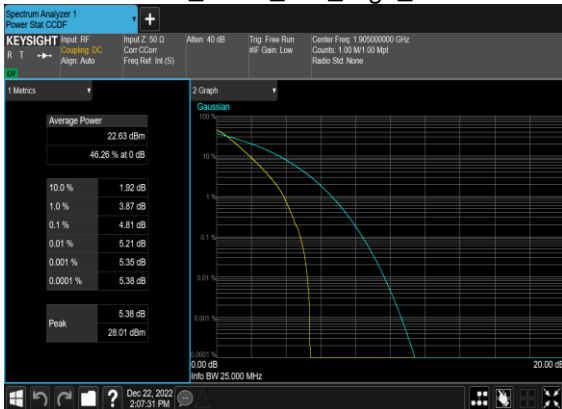 Spectrum Analyzer 1
Power Stat CCDF
+
KEYSIGHT
R T
LXI
Input: RF
Coupling: DC
Align: Auto
Input Z: 50 Ω
Corr CCorr
Freq Ref: Int (S)
Atten: 40 dB
Trig: Free Run
#IF Gain: Low
Center Freq: 1.905000000 GHz
Counts: 1.00 M/1.00 Mpt
Radio Std: None
1 Metrics
Average Power
22.63 dBm
46.26 % at 0 dB
10.0 % 1.92 dB
1.0 % 3.87 dB
0.1 % 4.81 dB
0.01 % 5.21 dB
0.001 % 5.35 dB
0.0001 % 5.38 dB
Peak
5.38 dB
28.01 dBm
2 Graph
Gaussian
100 %
10 %
1 %
0.1 %
0.01 %
0.001 %
0.0001 %
0.00 dB 20.00 dB
Info BW 25.000 MHz
?
Dec 22, 2022
2:07:31 PM